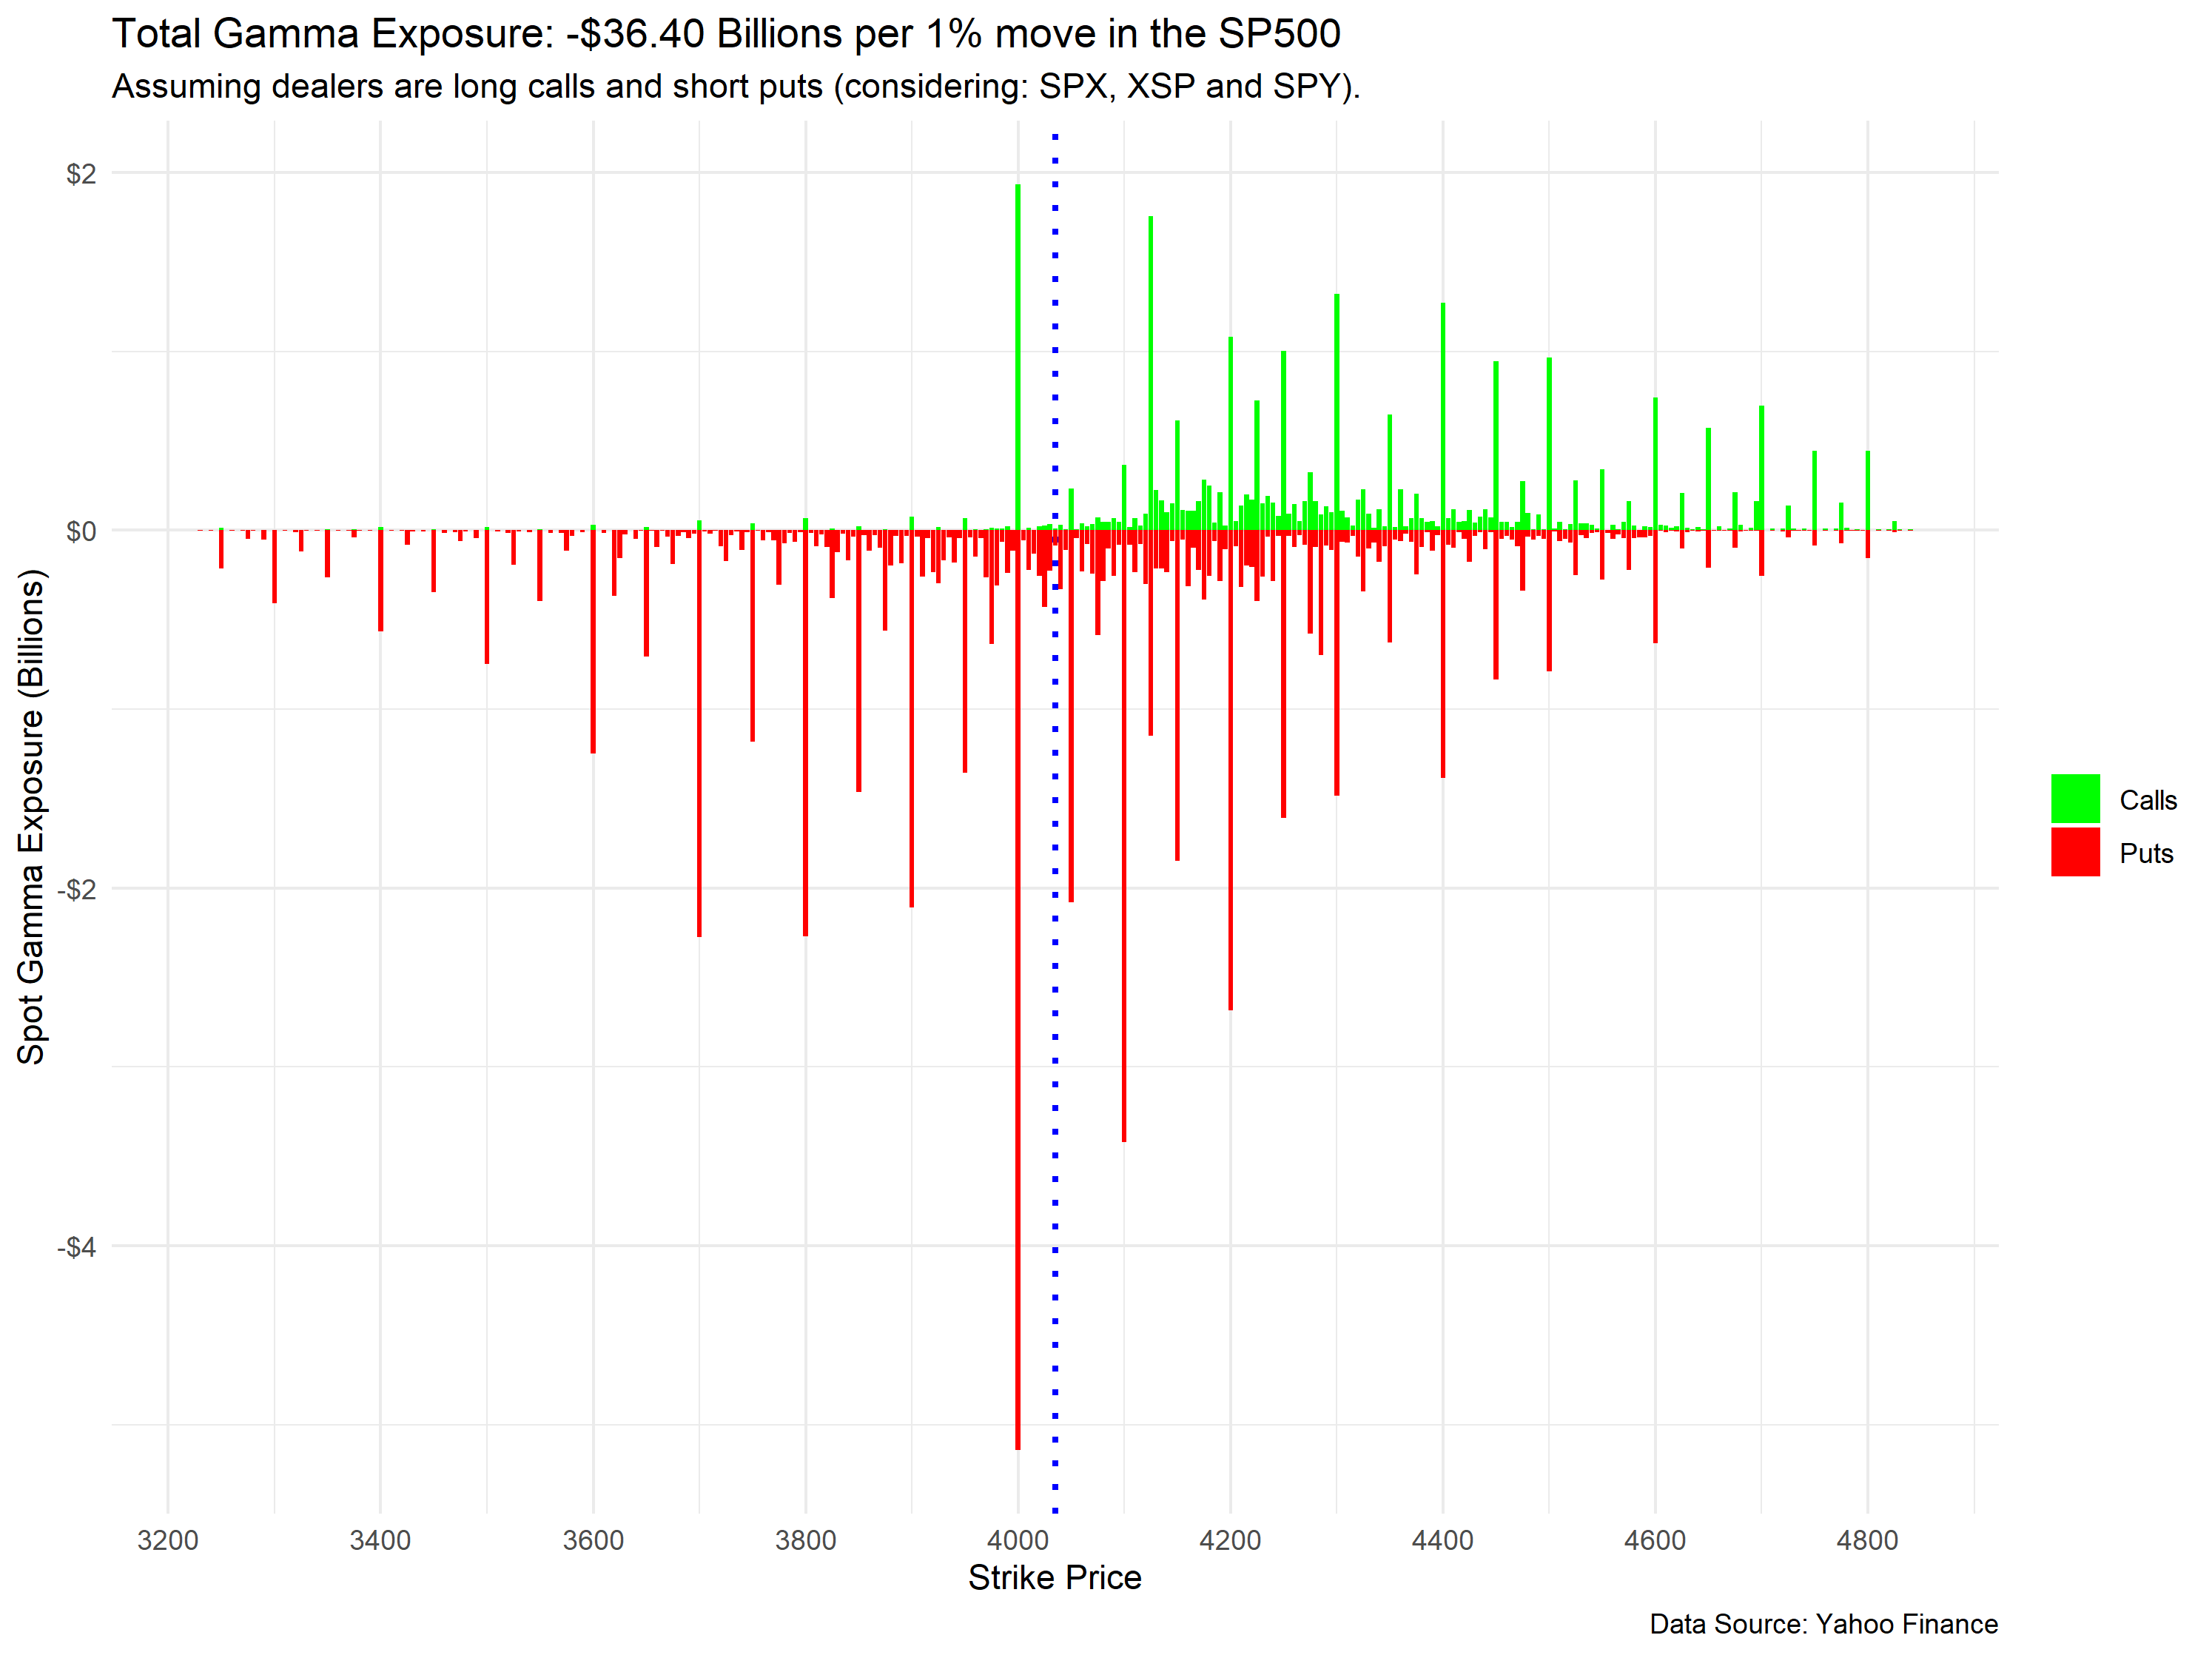 Total Gamma Exposure: -$36.40 Billions per 1% move in the SP500
Assuming dealers are long calls and short puts (considering: SPX, XSP and SPY).
$2
$0
-$2
-$4
Spot Gamma Exposure (Billions)
3200 3400 3600 3800 4000 4200 4400 4600 4800
Strike Price
Calls
Puts
Data Source: Yahoo Finance